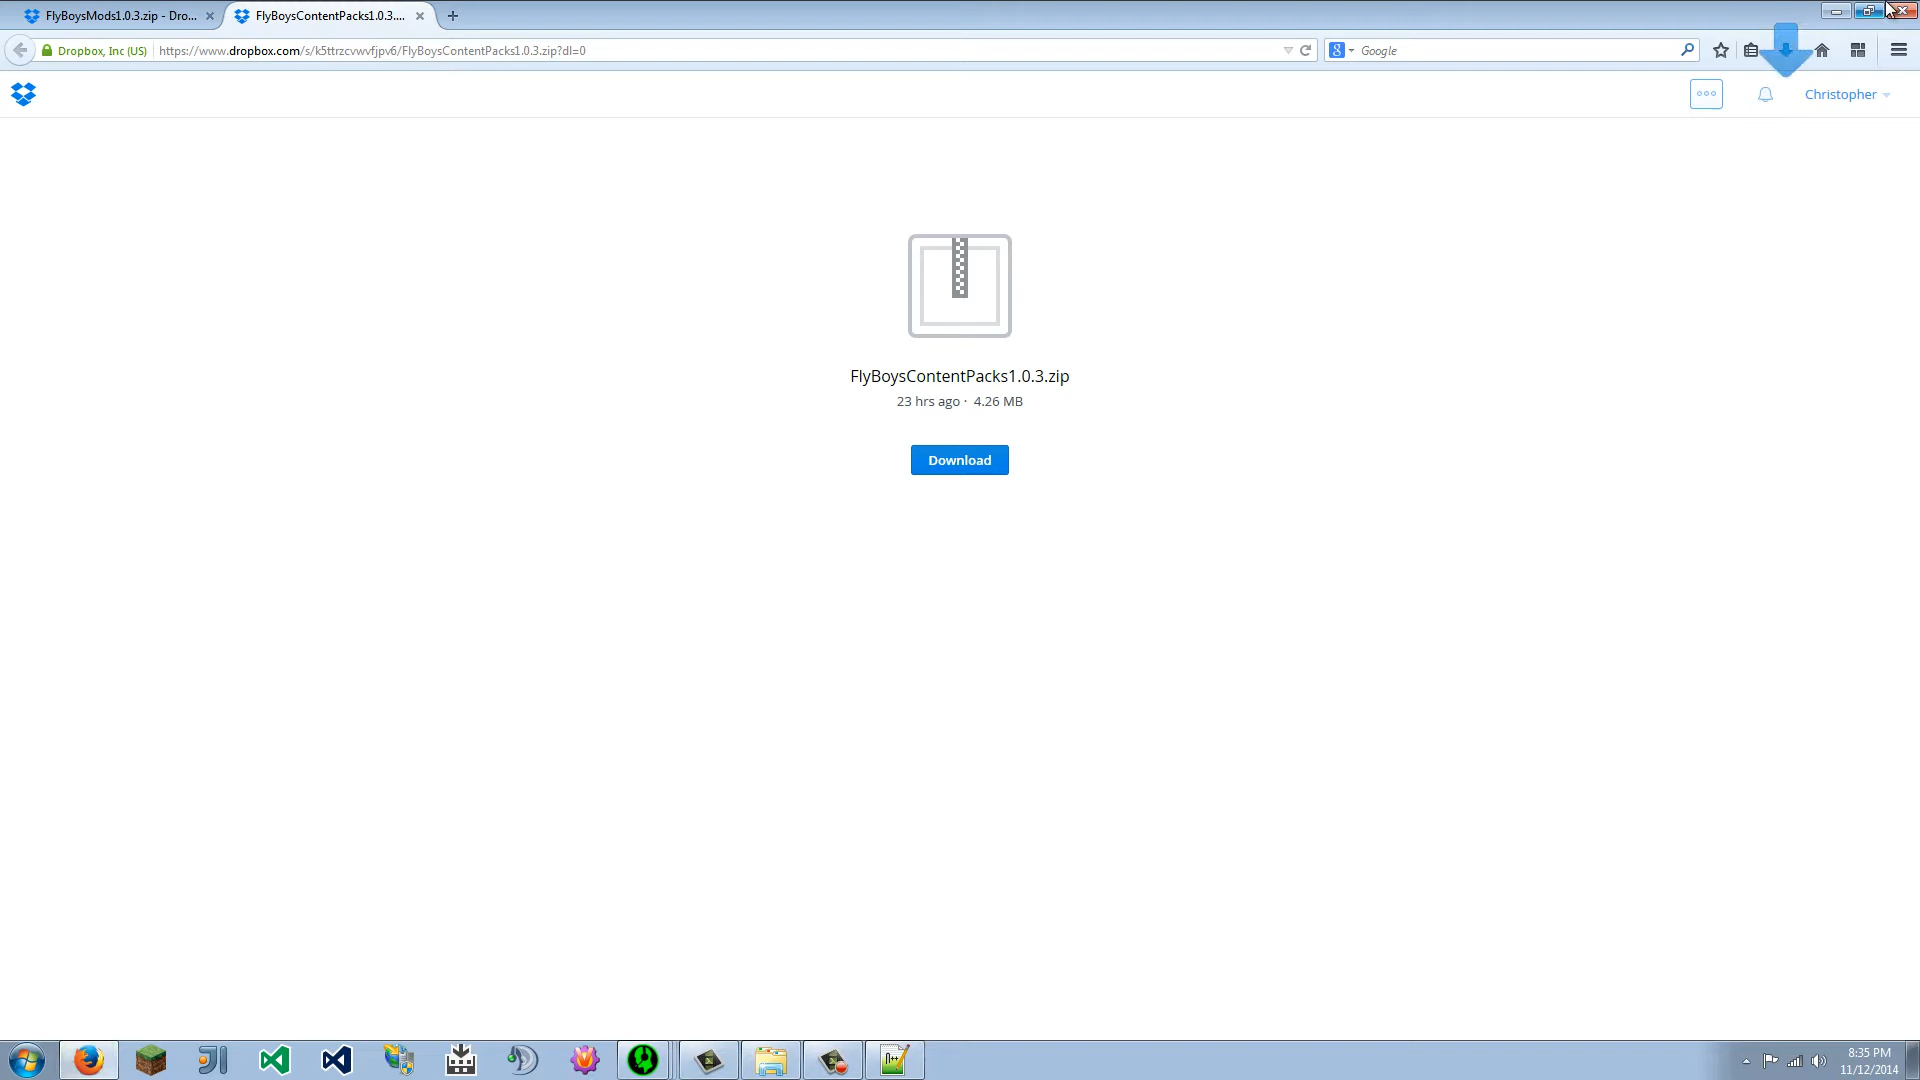 FlyBoysMods1.0.3.zip - Dro...
FlyBoysContentPacks1.0.3....
Dropbox, Inc (US)
https://www.dropbox.com/s/k5ttrzcvwvfjpv6/FlyBoysContentPacks1.0.3.zip?dl=0
Google
Christopher
FlyBoysContentPacks1.0.3.zip
23 hrs ago · 4.26 MB
Download
8:35 PM
11/12/2014